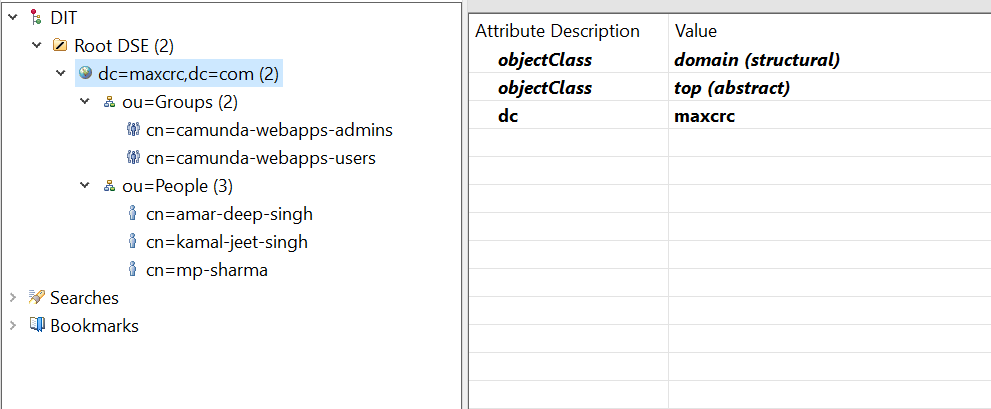 DIT
Root DSE (2)
dc=maxcrc,dc=com (2)
ou=Groups (2)
cn=camunda-webapps-admins
cn=camunda-webapps-users
ou=People (3)
cn=amar-deep-singh
cn=kamal-jeet-singh
cn=mp-sharma
Searches
Bookmarks
Attribute Description Value
objectClass domain (structural)
objectClass top (abstract)
dc maxcrc